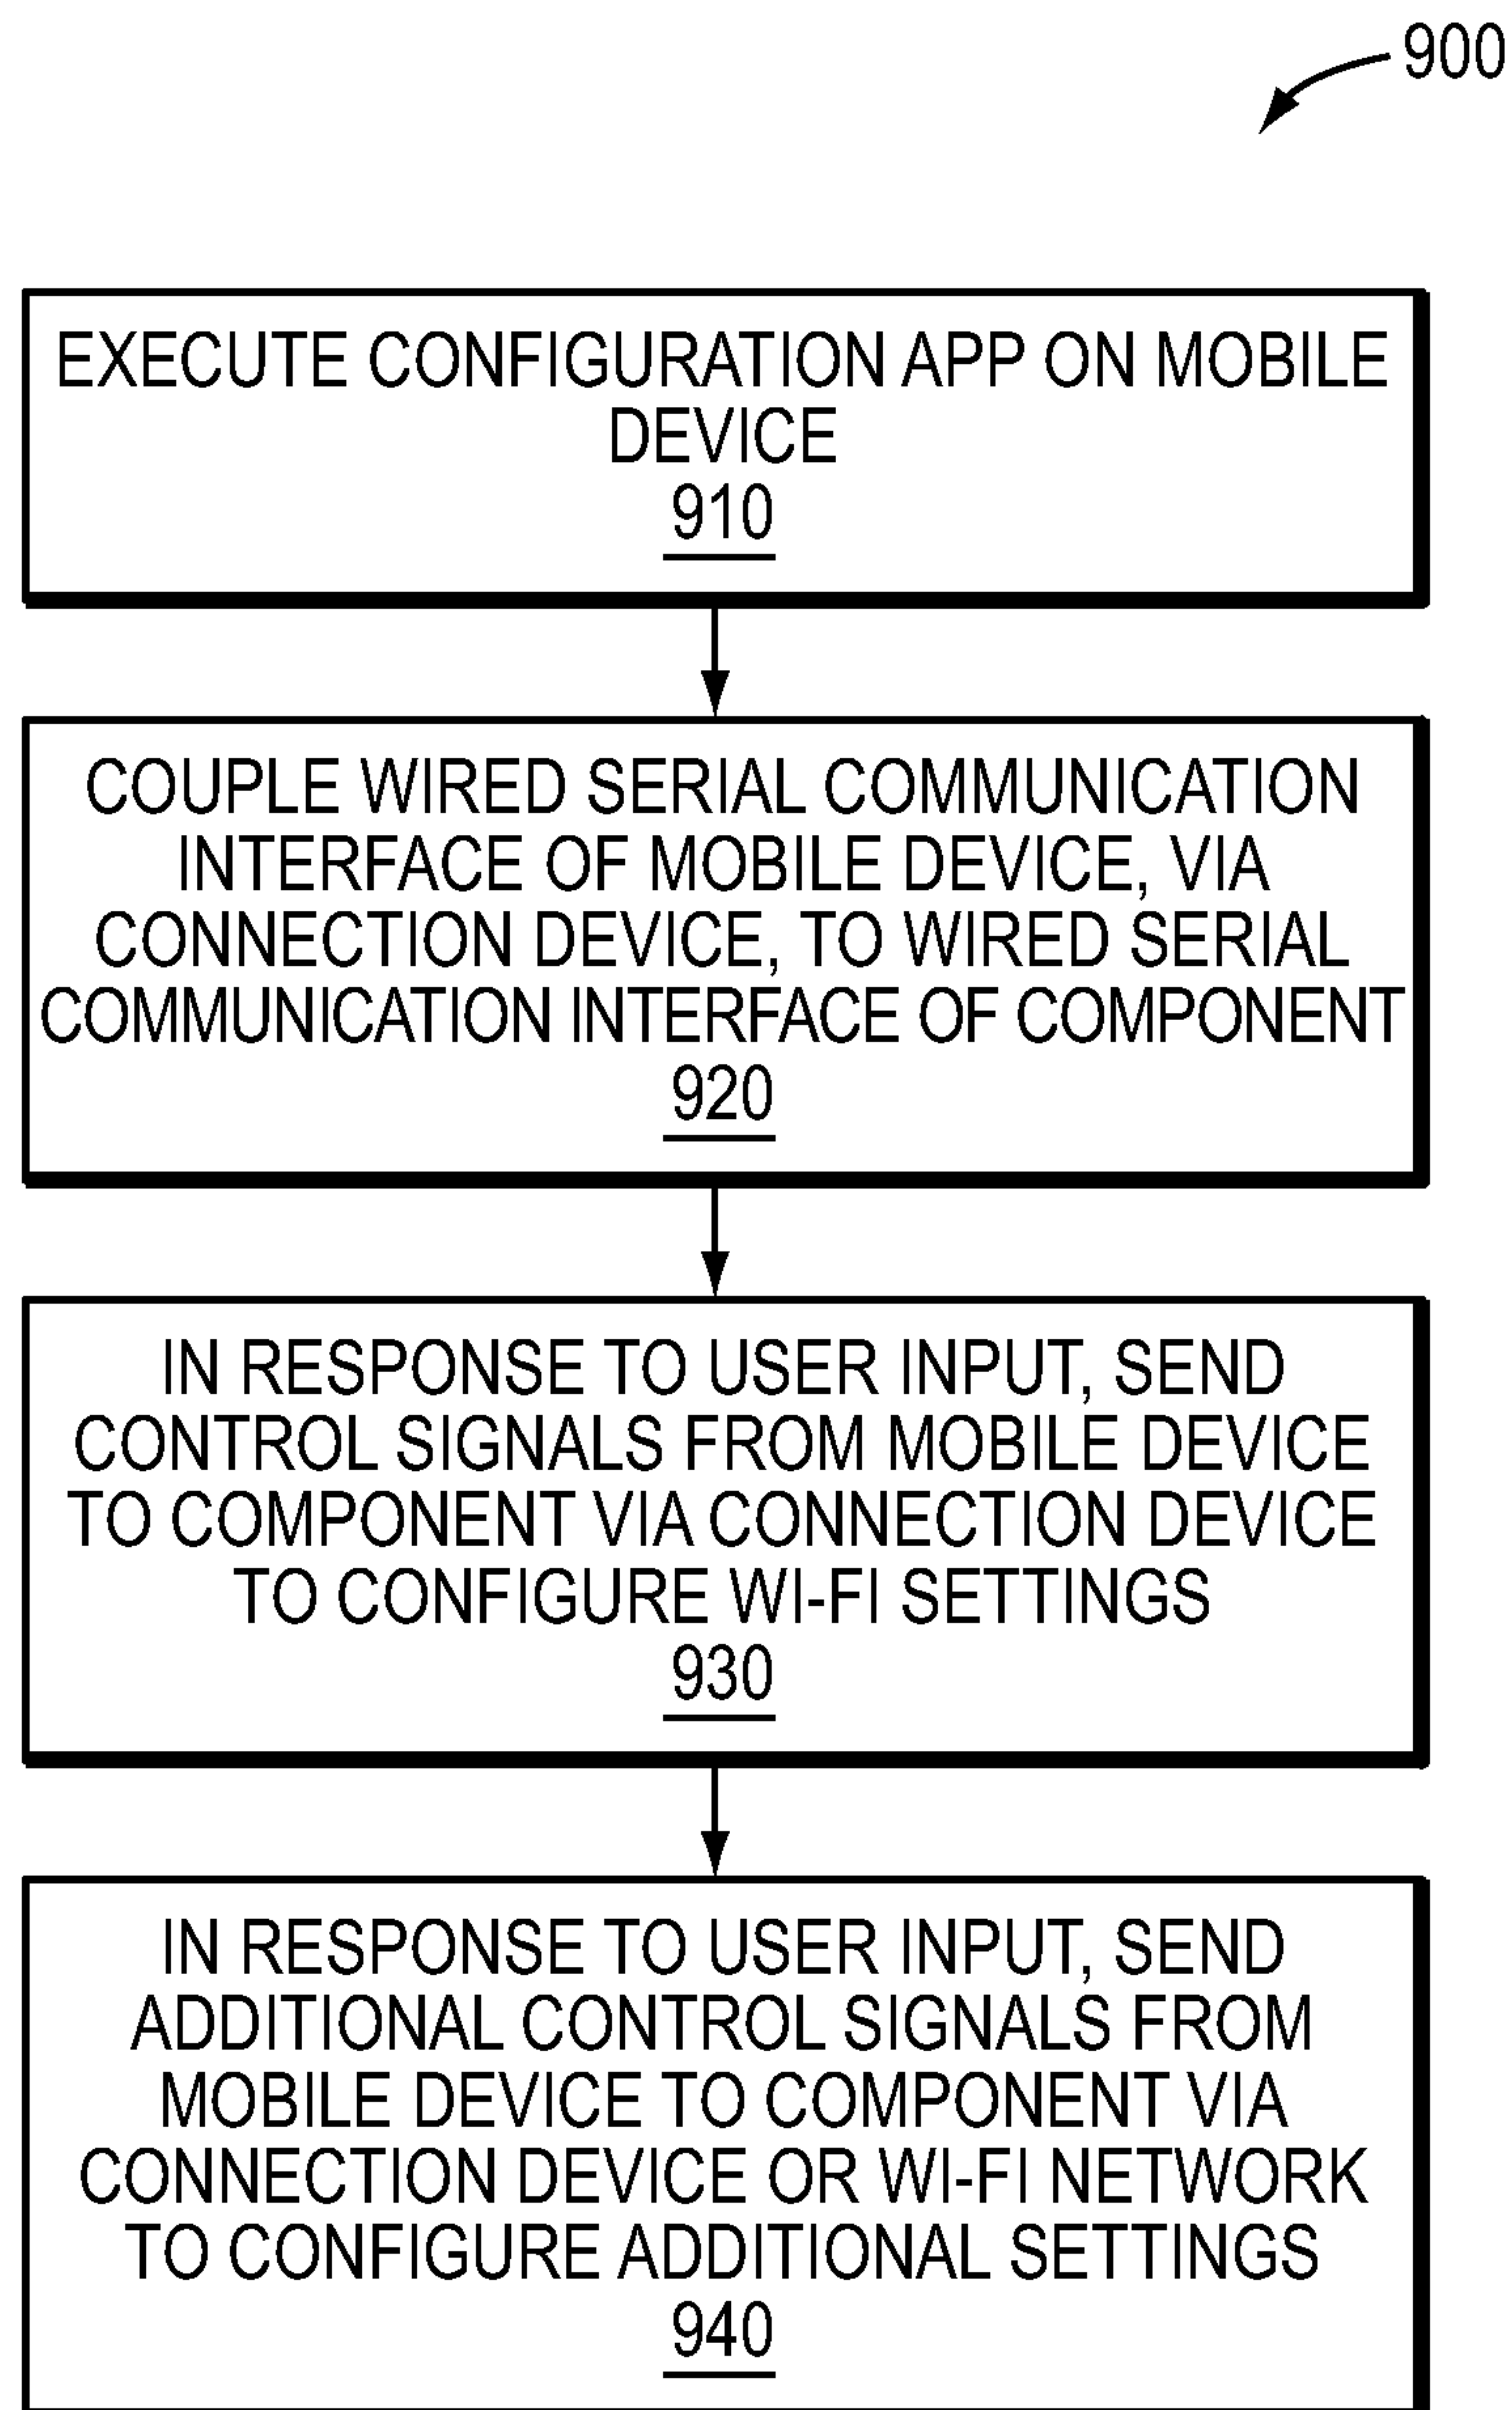 900
EXECUTE CONFIGURATION APP ON MOBILE
DEVICE
910
COUPLE WIRED SERIAL COMMUNICATION
INTERFACE OF MOBILE DEVICE, VIA
CONNECTION DEVICE, TO WIRED SERIAL
COMMUNICATION INTERFACE OF COMPONENT
920
IN RESPONSE TO USER INPUT, SEND
CONTROL SIGNALS FROM MOBILE DEVICE
TO COMPONENT VIA CONNECTION DEVICE
TO CONFIGURE WI-FI SETTINGS
930
IN RESPONSE TO USER INPUT, SEND
ADDITIONAL CONTROL SIGNALS FROM
MOBILE DEVICE TO COMPONENT VIA
CONNECTION DEVICE OR WI-FI NETWORK
TO CONFIGURE ADDITIONAL SETTINGS
940